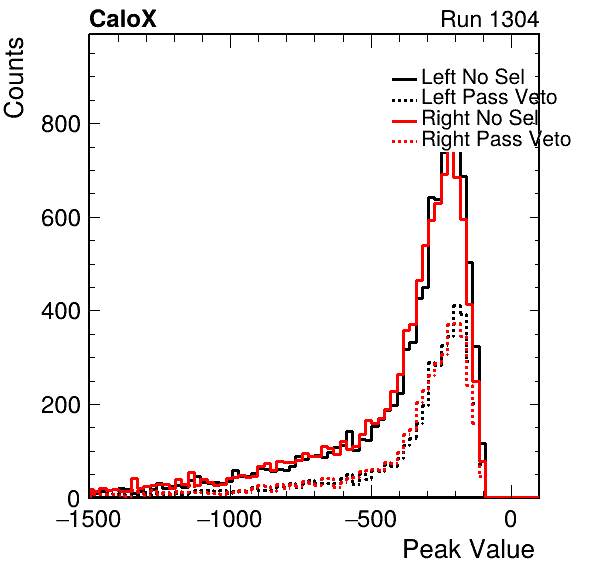 CaloX Run 1304
Counts
Left No Sel
Left Pass Veto
Right No Sel
Right Pass Veto
800
600
400
200
0
−1500 −1000 −500 0
Peak Value